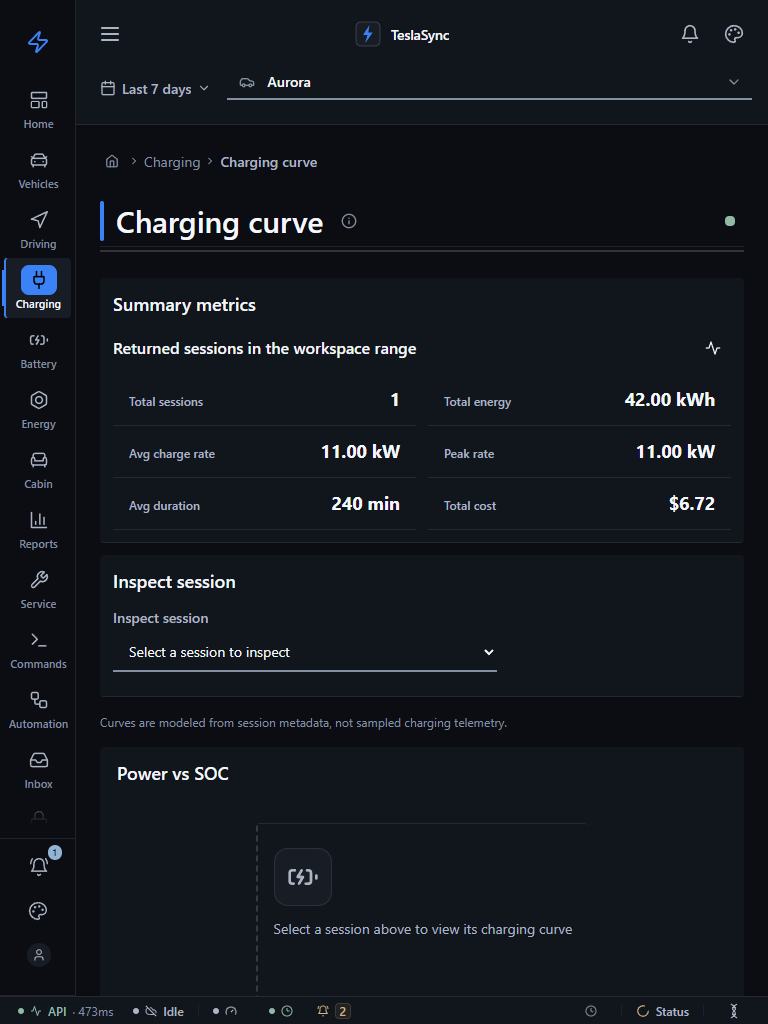 TeslaSync
Last 7 days
Aurora
Home
Vehicles
Driving
Charging
Battery
Energy
Cabin
Reports
Service
Commands
Automation
Inbox
1
Charging
Charging curve
Charging curve
Summary metrics
Returned sessions in the workspace range
Total sessions 1
Total energy 42.00 kWh
Avg charge rate 11.00 kW
Peak rate 11.00 kW
Avg duration 240 min
Total cost $6.72
Inspect session
Inspect session
Select a session to inspect
Curves are modeled from session metadata, not sampled charging telemetry.
Power vs SOC
Select a session above to view its charging curve
API · 473ms
Idle
2
Status